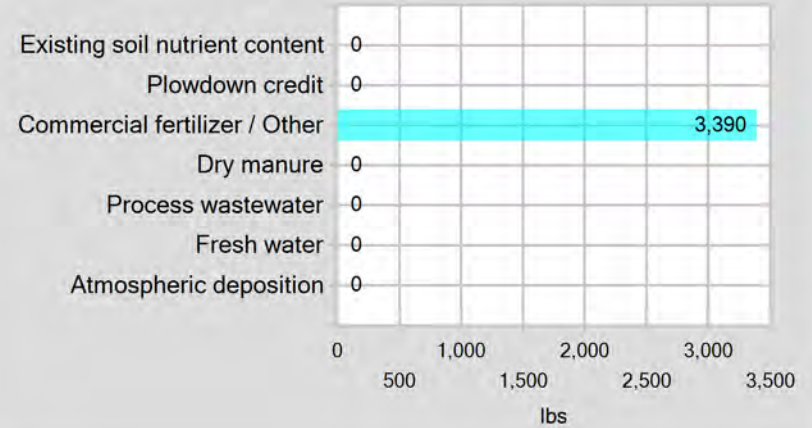 Existing soil nutrient content 0
Plowdown credit 0
Commercial fertilizer / Other 3,390
Dry manure 0
Process wastewater 0
Fresh water 0
Atmospheric deposition 0
0 1,000 2,000 3,000
500 1,500 2,500 3,500
lbs